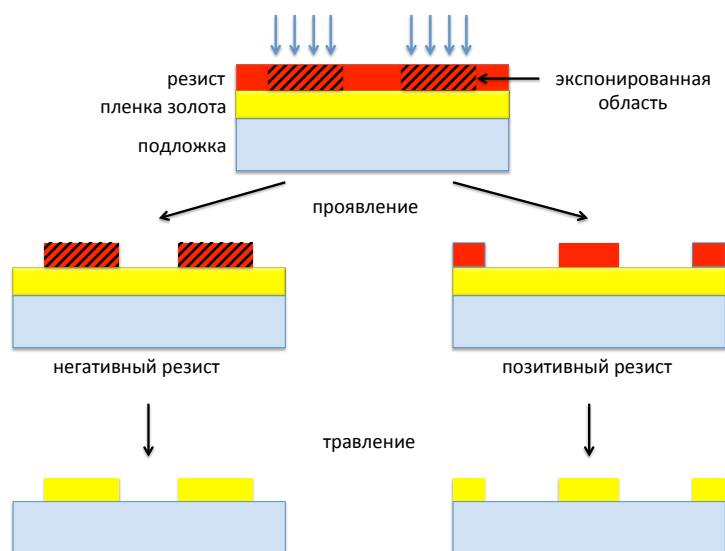 резист
экспонированная
область
пленка золота
подложка
проявление
негативный резист
позитивный резист
травление